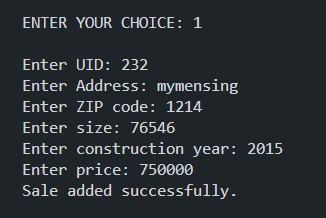 ENTER YOUR CHOICE: 1
Enter UID: 232
Enter Address: mymensing
Enter ZIP code: 1214
Enter size: 76546
Enter construction year: 2015
Enter price: 750000
Sale added successfully.